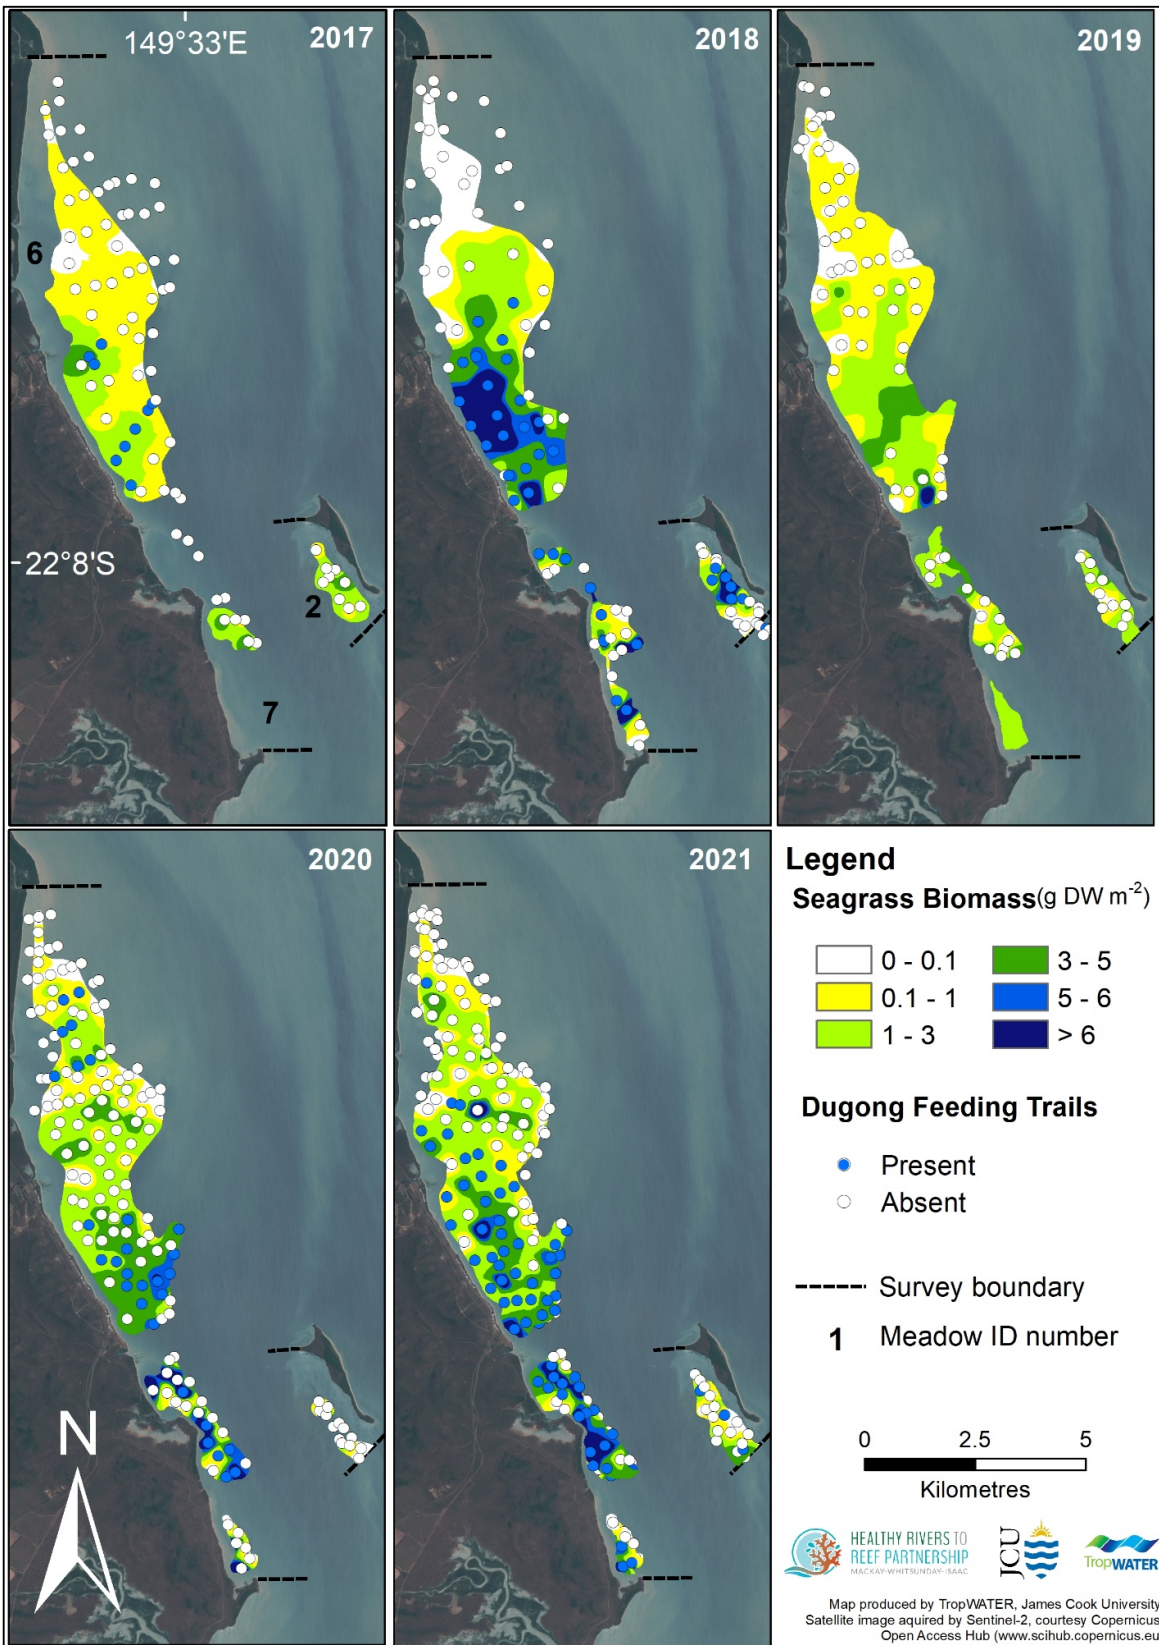 149°33'E
2017
2018
2019
6
22°8'S
2
7
2020
2021
N
Legend
Seagrass Biomass(g DW m-2)
0 - 0.1
3 - 5
0.1 - 1
5 - 6
1 - 3
> 6
Dugong Feeding Trails
Present
Absent
Survey boundary
1 Meadow ID number
0 2.5 5
Kilometres
HEALTHY RIVERS TO
REEF PARTNERSHIP
MACKAY-WHITSUNDAY-ISAAC
JCU
TropWATER
Map produced by TropWATER, James Cook University
Satellite image aquired by Sentinel-2, courtesy Copernicus
Open Access Hub (www.scihub.copernicus.eu